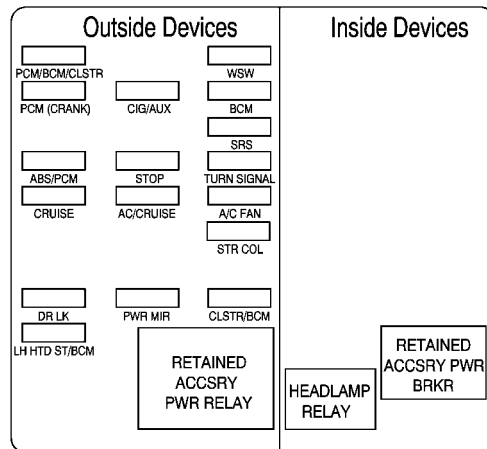 Outside Devices
Inside Devices
PCM/BCM/CLSTR
WSW
PCM (CRANK)
CIG/AUX
BCM
SRS
ABS/PCM
STOP
TURN SIGNAL
CRUISE
AC/CRUISE
A/C FAN
STR COL
DR LK
PWR MIR
CLSTR/BCM
LH HTD ST/BCM
RETAINED
ACCSRY
PWR RELAY
HEADLAMP
RELAY
RETAINED
ACCSRY PWR
BRKR